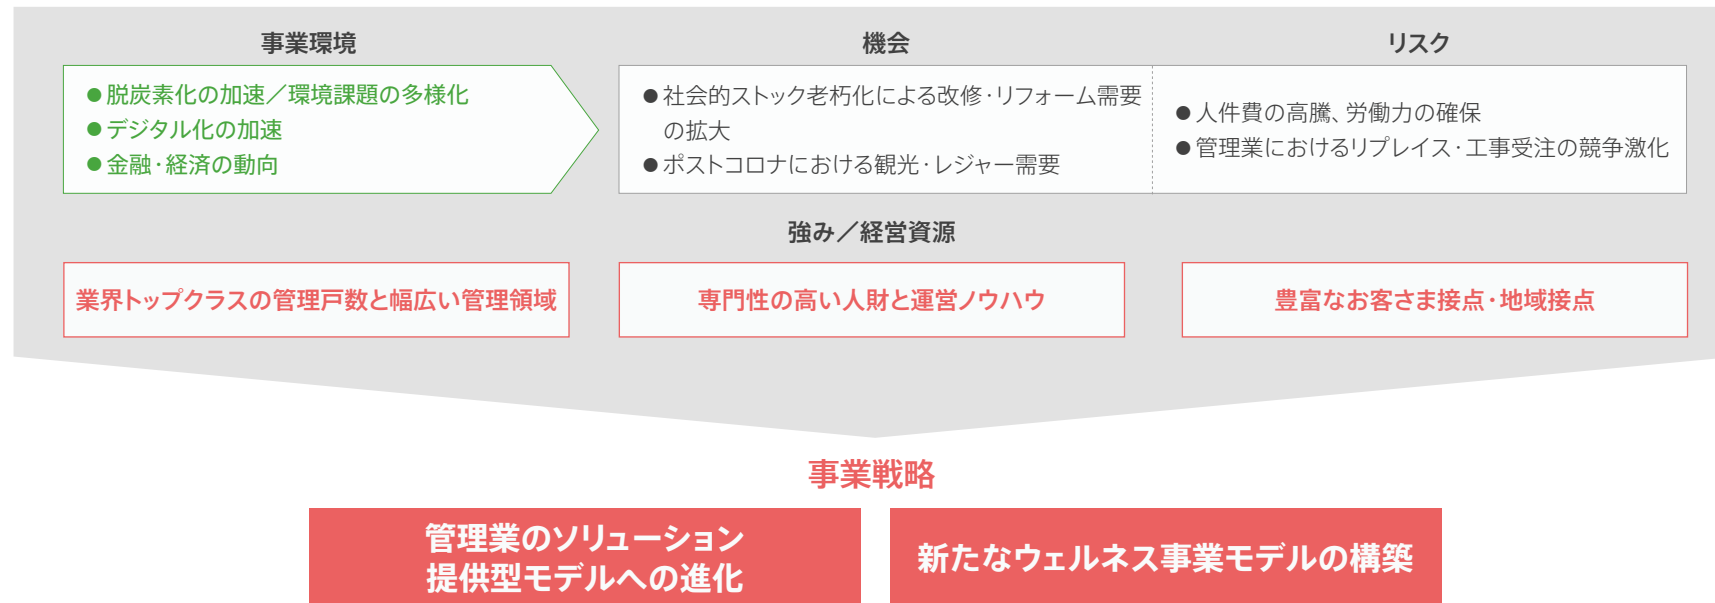 事業環境
●脱炭素化の加速／環境課題の多様化
●デジタル化の加速
●金融・経済の動向
機会
●社会的ストック老朽化による改修・リフォーム需要
の拡大
●ポストコロナにおける観光・レジャー需要
リスク
●人件費の高騰、労働力の確保
●管理業におけるリプレイス・工事受注の競争激化
強み／経営資源
業界トップクラスの管理戸数と幅広い管理領域
専門性の高い人財と運営ノウハウ
豊富なお客さま接点・地域接点
事業戦略
管理業のソリューション
提供型モデルへの進化
新たなウェルネス事業モデルの構築